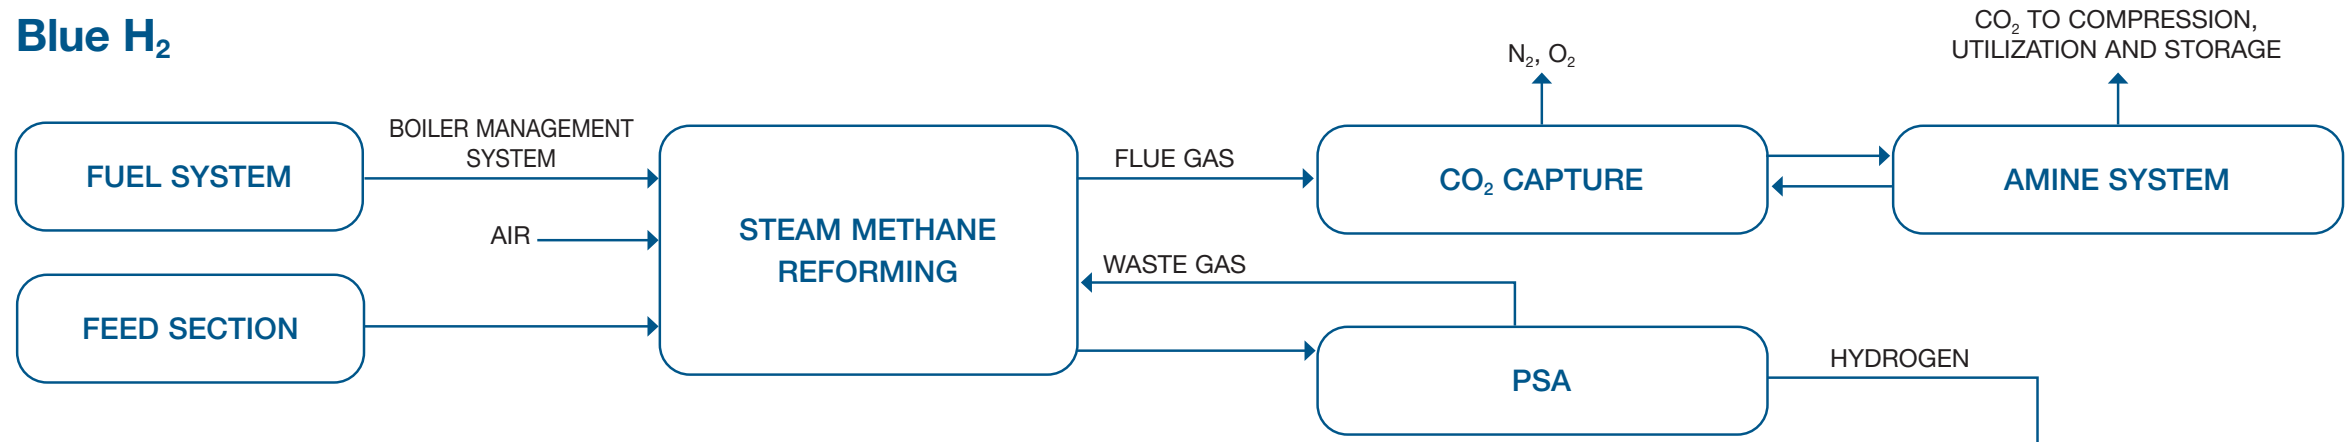 Blue H₂
CO₂ TO COMPRESSION,
UTILIZATION AND STORAGE
N₂, O₂
BOILER MANAGEMENT
SYSTEM
FUEL SYSTEM
FLUE GAS
CO₂ CAPTURE
AMINE SYSTEM
AIR
STEAM METHANE
REFORMING
WASTE GAS
FEED SECTION
PSA
HYDROGEN